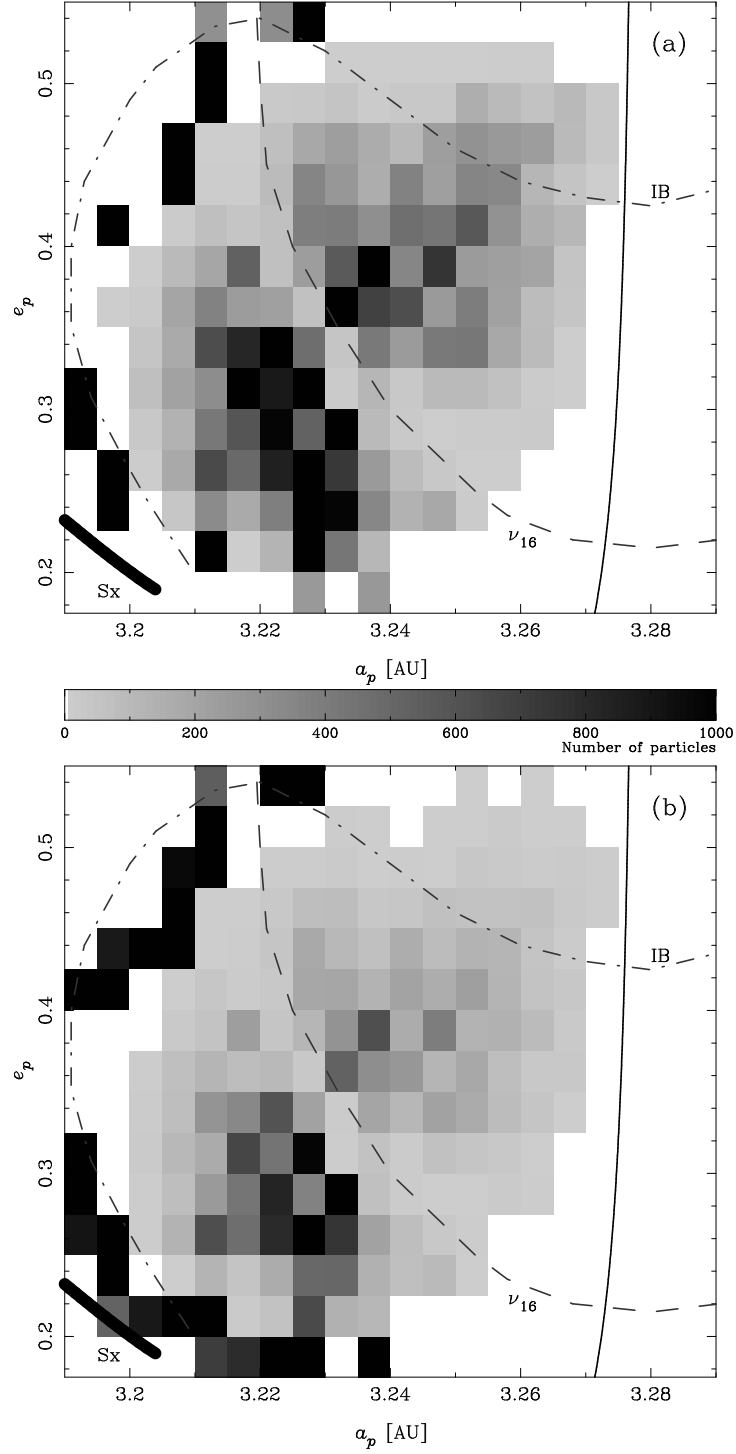 (a)
0.5
IB
0.4
e_p
0.3
ν_16
0.2
Sx
3.2 3.22 3.24 3.26 3.28
a_p [AU]
0 200 400 600 800 1000
Number of particles
(b)
0.5
IB
0.4
e_p
0.3
ν_16
0.2
Sx
3.2 3.22 3.24 3.26 3.28
a_p [AU]